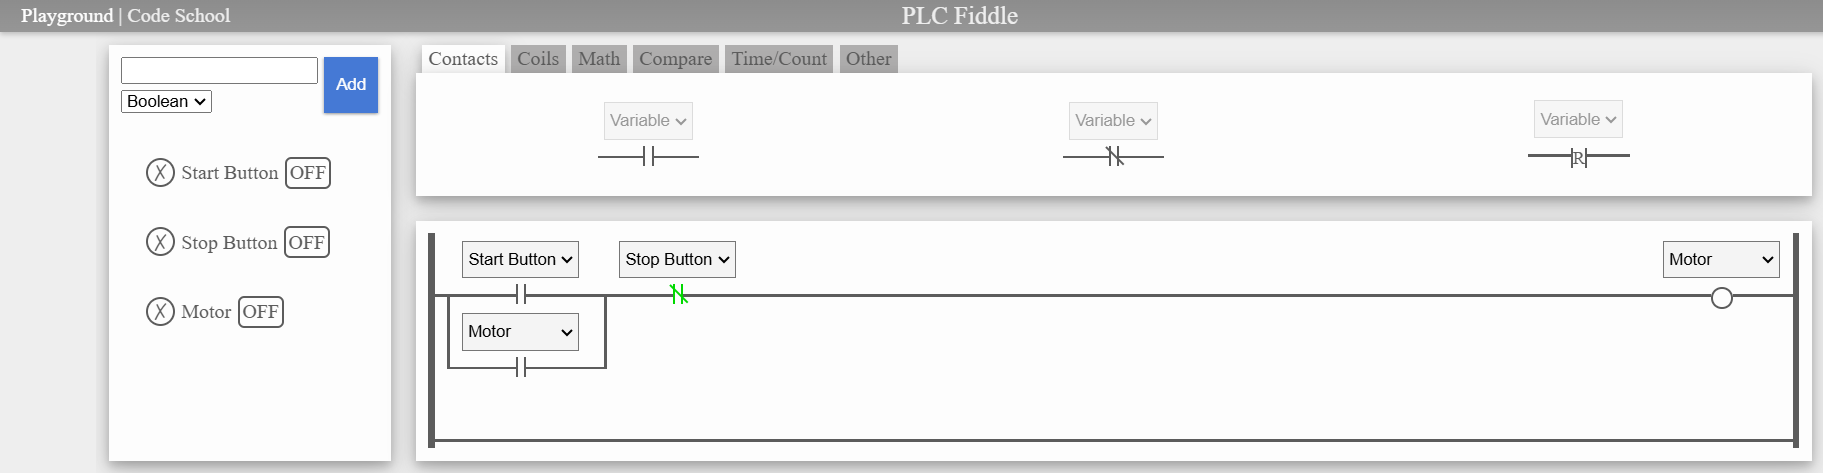 Playground | Code School
PLC Fiddle
Add
Boolean
X Start Button OFF
X Stop Button OFF
X Motor OFF
Contacts Coils Math Compare Time/Count Other
Variable Variable Variable
R
Start Button Stop Button Motor
Motor